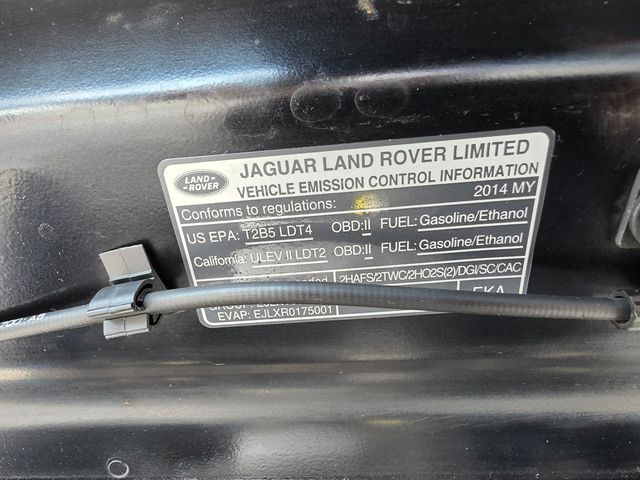 LAND-
-ROVER
JAGUAR LAND ROVER LIMITED
VEHICLE EMISSION CONTROL INFORMATION
2014 MY
Conforms to regulations:
US EPA: T2B5 LDT4 OBD:II FUEL: Gasoline/Ethanol
California: ULEV II LDT2 OBD:II FUEL: Gasoline/Ethanol
2HAFS/2TWC/2HO2S(2)/DGI/SC/CAC
EVAP: EJLXR0175001